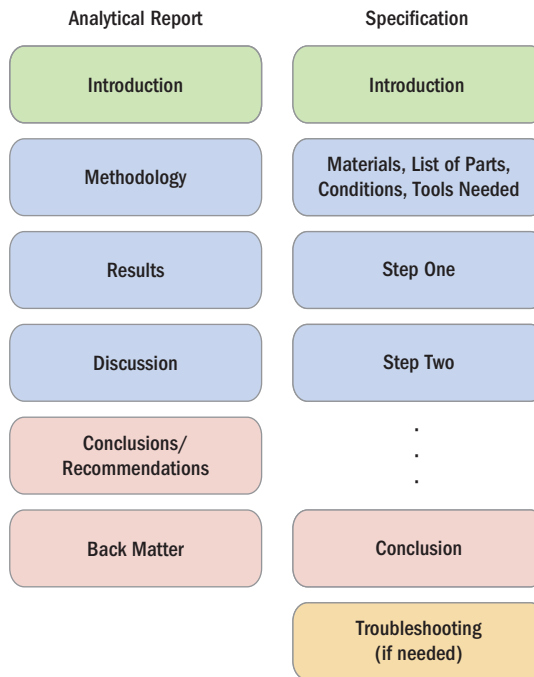 Analytical Report
Introduction
Methodology
Results
Discussion
Conclusions/
Recommendations
Back Matter
Specification
Introduction
Materials, List of Parts,
Conditions, Tools Needed
Step One
Step Two
.
.
.
Conclusion
Troubleshooting
(if needed)